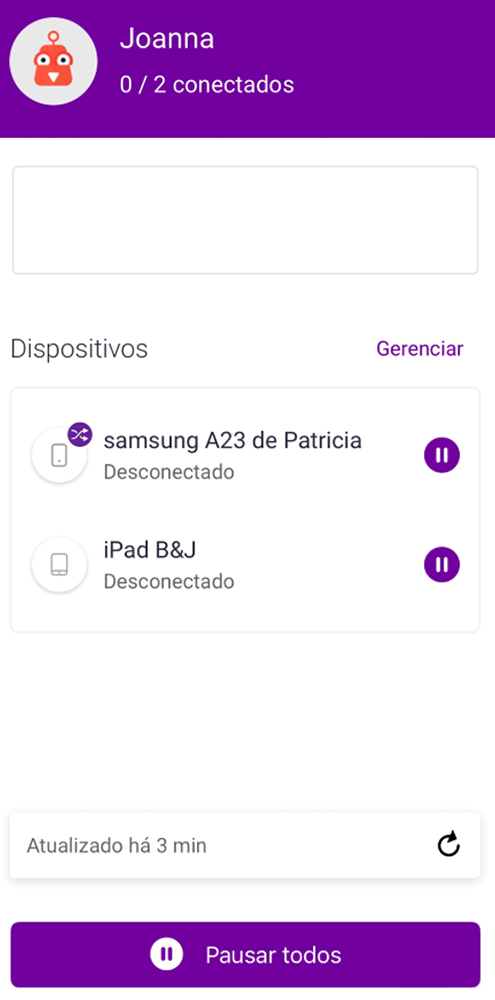 Joanna
0 / 2 conectados
Dispositivos
Gerenciar
samsung A23 de Patricia
Desconectado
iPad B&J
Desconectado
Atualizado há 3 min
Pausar todos